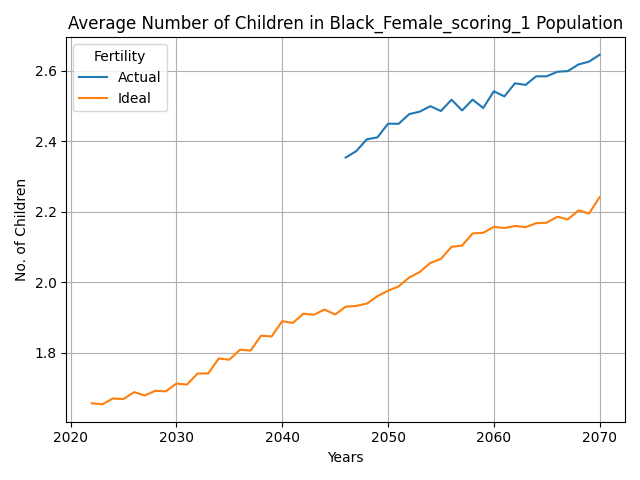 Average Number of Children in Black_Female_scoring_1 Population
Fertility
Actual
Ideal
No. of Children
2.6
2.4
2.2
2.0
1.8
2020 2030 2040 2050 2060 2070
Years